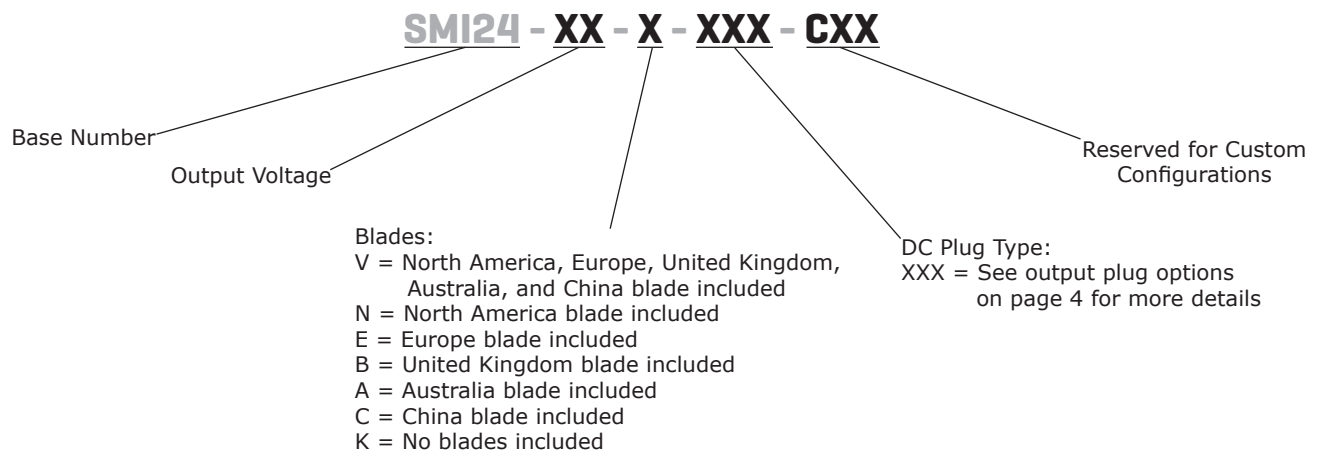 SMI24 - XX - X - XXX - CXX
Base Number
Output Voltage
Reserved for Custom
Configurations
Blades:
V = North America, Europe, United Kingdom,
Australia, and China blade included
N = North America blade included
E = Europe blade included
B = United Kingdom blade included
A = Australia blade included
C = China blade included
K = No blades included
DC Plug Type:
XXX = See output plug options
on page 4 for more details